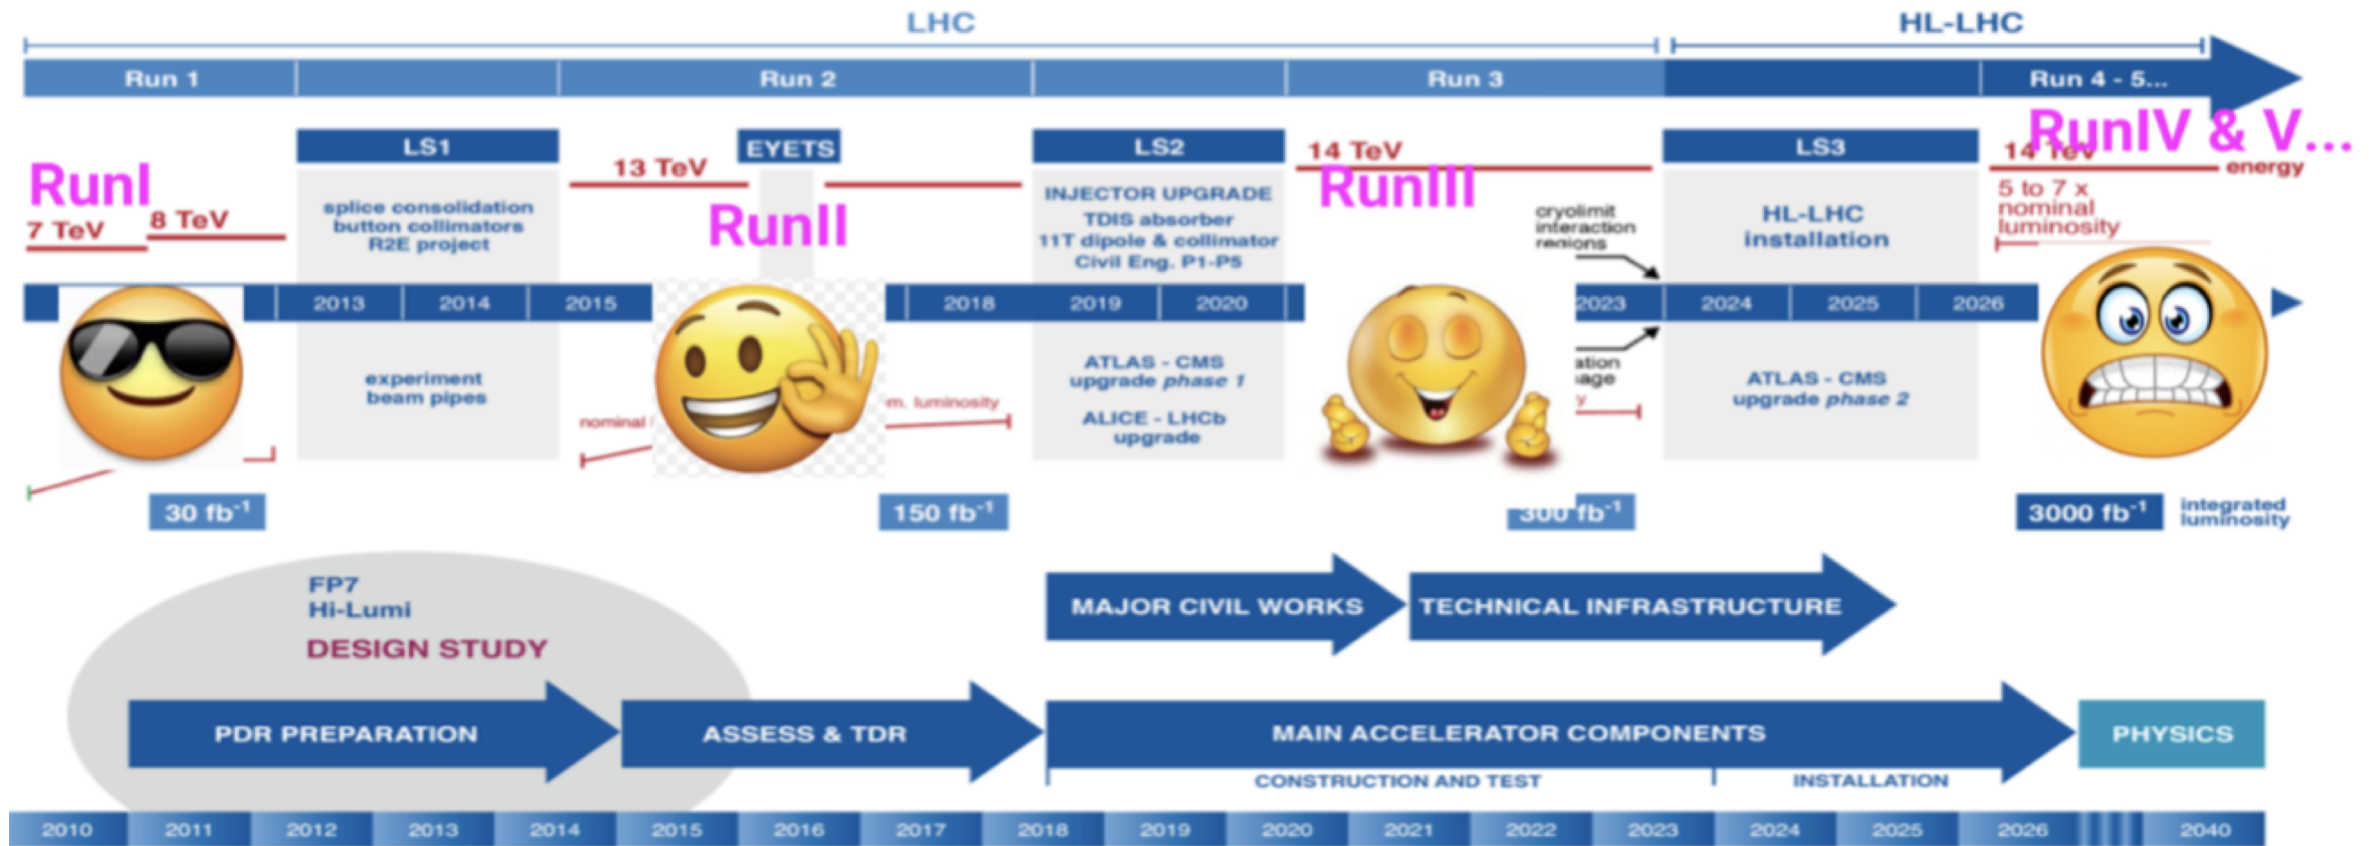 LHC
HL-LHC
Run 1
Run 2
Run 3
Run 4 - 5...
RunIV & V...
LS1
EYETS
LS2
LS3
13 TeV
14 TeV
14 TeV
energy
RunI
RunII
RunIII
7 TeV
8 TeV
splice consolidation
button collimators
R2E project
INJECTOR UPGRADE
TDIS absorber
11T dipole & collimator
Civil Eng. P1-P5
cryolimit
interaction
regions
HL-LHC
installation
5 to 7 x
nominal
luminosity
2013
2014
2015
2018
2019
2020
2023
2024
2025
2026
experiment
beam pipes
nominal
m. luminosity
ATLAS - CMS
upgrade phase 1
ALICE - LHCb
upgrade
ATLAS - CMS
upgrade phase 2
30 fb-1
150 fb-1
300 fb-1
3000 fb-1
integrated
luminosity
FP7
Hi-Lumi
DESIGN STUDY
MAJOR CIVIL WORKS
TECHNICAL INFRASTRUCTURE
PDR PREPARATION
ASSESS & TDR
MAIN ACCELERATOR COMPONENTS
PHYSICS
CONSTRUCTION AND TEST
INSTALLATION
2010
2011
2012
2013
2014
2015
2016
2017
2018
2019
2020
2021
2022
2023
2024
2025
2026
2040